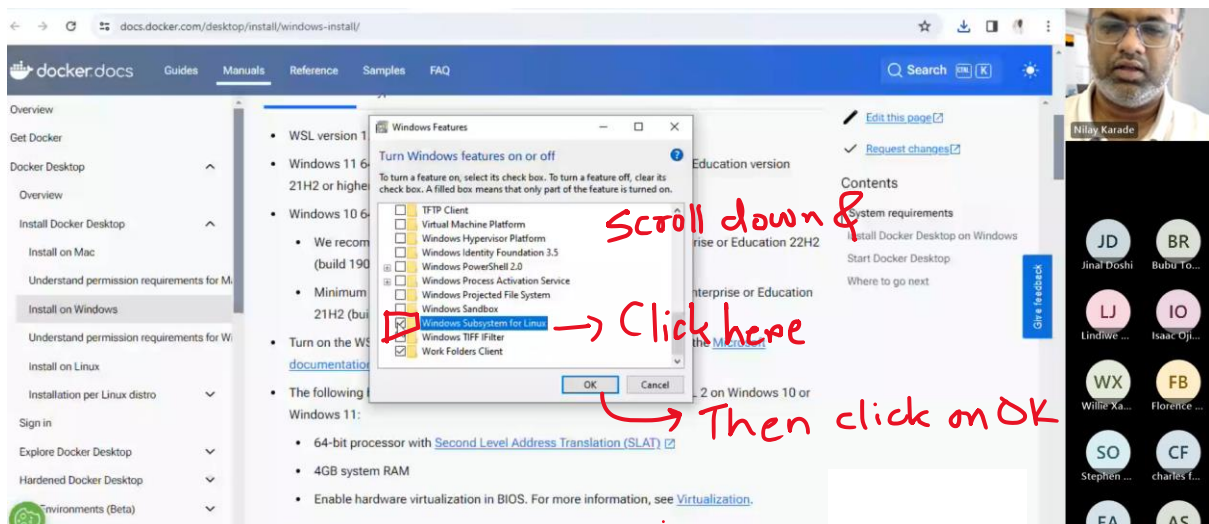 docs.docker.com/desktop/install/windows-install/
docker.docs
Guides
Manuals
Reference
Samples
FAQ
Search
CTRL
K
Overview
Get Docker
Docker Desktop
Overview
Install Docker Desktop
Install on Mac
Understand permission requirements for M
Install on Windows
Understand permission requirements for Wi
Install on Linux
Installation per Linux distro
Sign in
Explore Docker Desktop
Hardened Docker Desktop
Environments (Beta)
WSL version 1
Windows 11 6
Education version
21H2 or highe
Windows 10 6
We recom
rise or Education 22H2
(build 190
Minimum
nterprise or Education
21H2 (bui
Turn on the WS
the Microsoft
documentation
The following
2 on Windows 10 or
Windows 11:
64-bit processor with Second Level Address Translation (SLAT)
4GB system RAM
Enable hardware virtualization in BIOS. For more information, see Virtualization.
Windows Features
Turn Windows features on or off
To turn a feature on, select its check box. To turn a feature off, clear its
check box. A filled box means that only part of the feature is turned on.
TFTP Client
Virtual Machine Platform
Windows Hypervisor Platform
Windows Identity Foundation 3.5
Windows PowerShell 2.0
Windows Process Activation Service
Windows Projected File System
Windows Sandbox
Windows Subsystem for Linux
Windows TIFF IFilter
Work Folders Client
OK
Cancel
Scroll down &
Click here
Then click on OK
Edit this page
Request changes
Contents
System requirements
Install Docker Desktop on Windows
Start Docker Desktop
Where to go next
Give feedback
Nilay Karade
JD
BR
Jinal Doshi
Bubu To...
LJ
IO
Lindiwe ...
Isaac Oji...
WX
FB
Willie Xa...
Florence ...
SO
CF
Stephen ...
charles f...
EA
AS